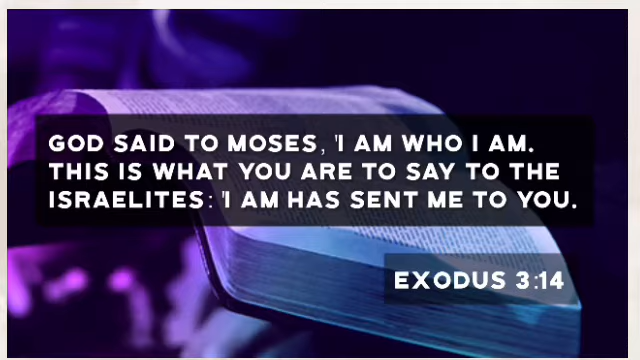 GOD SAID TO MOSES, 'I AM WHO I AM.
THIS IS WHAT YOU ARE TO SAY TO THE
ISRAELITES: 'I AM HAS SENT ME TO YOU.
EXODUS 3:14